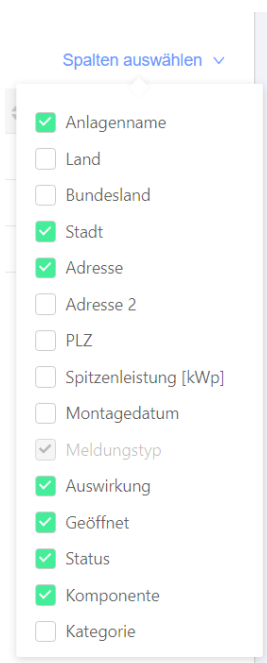 Spalten auswählen
Anlagenname
Land
Bundesland
Stadt
Adresse
Adresse 2
PLZ
Spitzenleistung [kWp]
Montagedatum
Meldungstyp
Auswirkung
Geöffnet
Status
Komponente
Kategorie